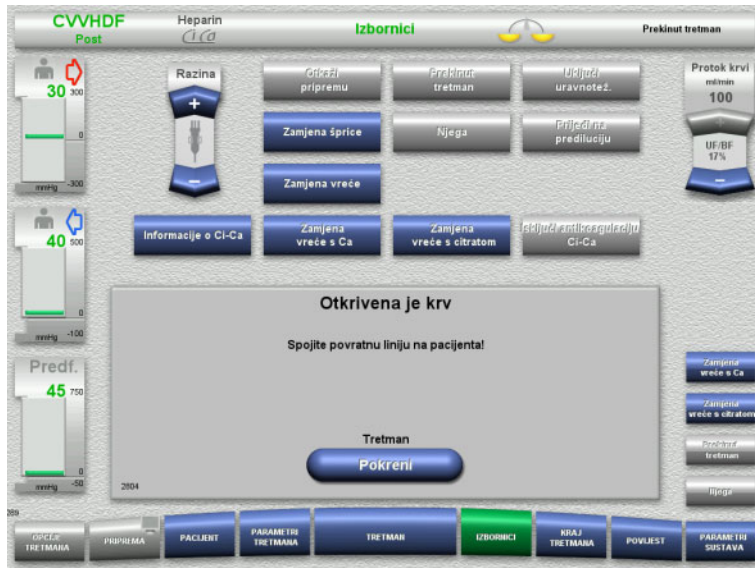 CVVHDF
Post
Heparin
Ci Ca
Izbornici
Prekinut tretman
30
300
0
mmHg
-300
Razina
+
−
Otkaži
pripremu
Prekinut
tretman
Uključi
uravnotež.
Zamjena šprice
Njega
Prijeđi na
prediluciju
Zamjena vreće
Informacije o Ci-Ca
Zamjena
vreće s Ca
Zamjena
vreće s citratom
Isključi antikoagulaciju
Ci-Ca
Protok krvi
ml/min
100
+
UF/BF
17%
−
40
500
0
mmHg
-100
Predf.
45
750
0
mmHg
-50
Otkrivena je krv
Spojite povratnu liniju na pacijenta!
Tretman
Pokreni
2804
Zamjena
vreće s Ca
Zamjena
vreće s citratom
Prekinut
tretman
Njega
OPCIJE
TRETMANA
PRIPREMA
PACIJENT
PARAMETRI
TRETMANA
TRETMAN
IZBORNICI
KRAJ
TRETMANA
POVIJEST
PARAMETRI
SUSTAVA